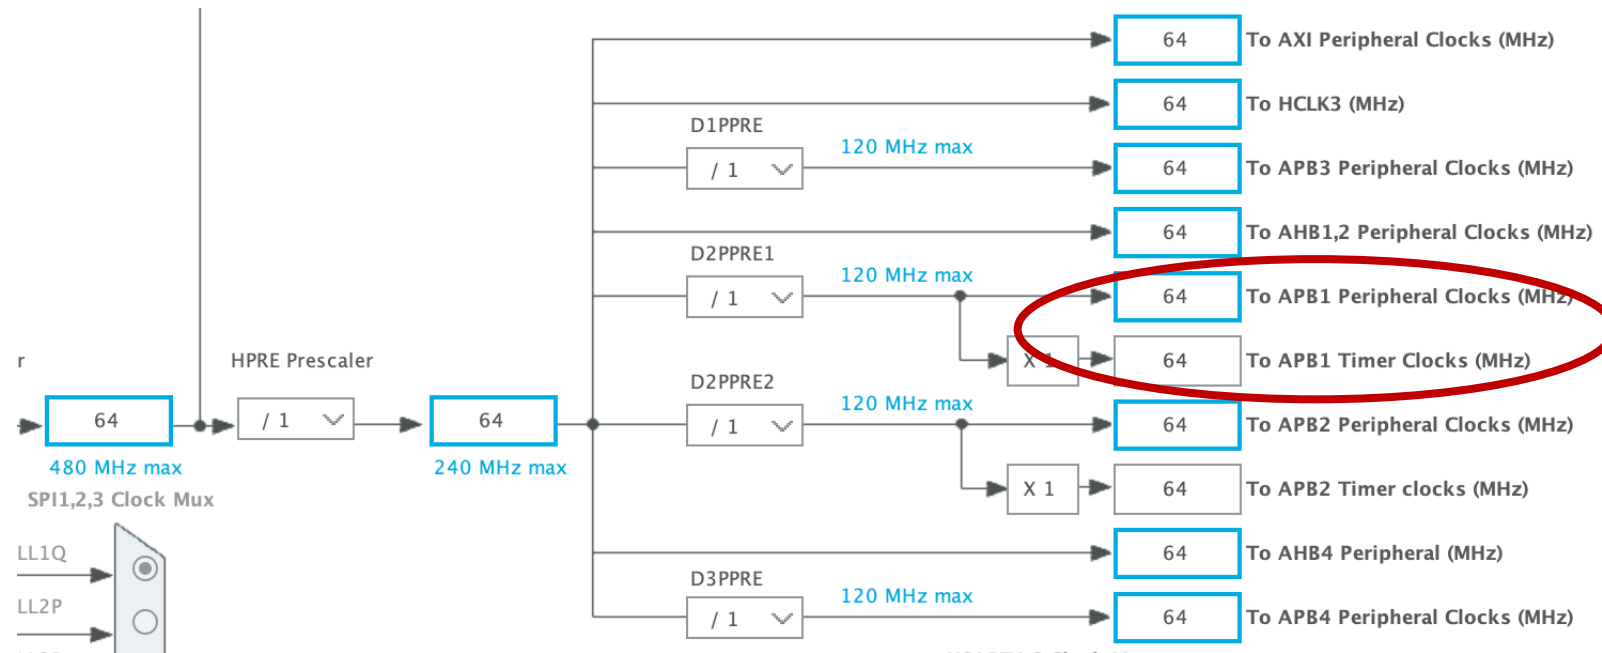 64 To AXI Peripheral Clocks (MHz)
64 To HCLK3 (MHz)
D1PPRE
120 MHz max
/ 1
64 To APB3 Peripheral Clocks (MHz)
64 To AHB1,2 Peripheral Clocks (MHz)
D2PPRE1
120 MHz max
/ 1
64 To APB1 Peripheral Clocks (MHz)
r
HPRE Prescaler
X 1
64 To APB1 Timer Clocks (MHz)
D2PPRE2
120 MHz max
64
/ 1
64
/ 1
64 To APB2 Peripheral Clocks (MHz)
480 MHz max
240 MHz max
X 1
64 To APB2 Timer clocks (MHz)
SPI1,2,3 Clock Mux
LL1Q
64 To AHB4 Peripheral (MHz)
D3PPRE
120 MHz max
LL2P
/ 1
64 To APB4 Peripheral Clocks (MHz)